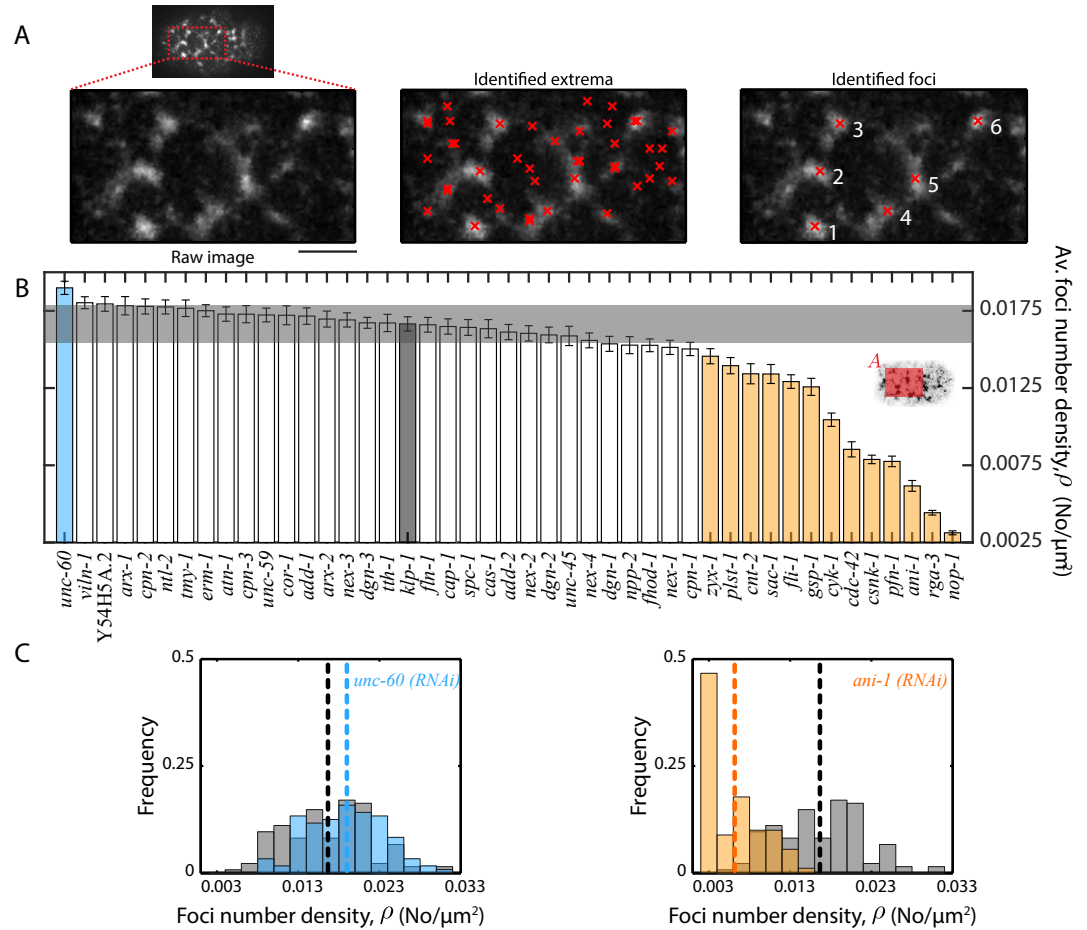 A
Identified extrema
Identified foci
1
2
3
4
5
6
Raw image
B
Av. foci number density, ρ (No/µm²)
0.0175
0.0125
0.0075
0.0025
A
unc-60
viln-1
Y54H5A.2
arx-1
cpn-2
ntl-2
tmy-1
erm-1
atn-1
cpn-3
unc-59
cor-1
add-1
arx-2
nex-3
dgn-3
tth-1
klp-1
fln-1
cap-1
spc-1
cas-1
add-2
nex-2
dgn-2
unc-45
nex-4
dgn-1
npp-2
fhod-1
nex-1
cpn-1
zyx-1
plst-1
cnt-2
sac-1
fli-1
gsp-1
cyk-1
cdc-42
csnk-1
pfn-1
ani-1
rga-3
nop-1
C
unc-60 (RNAi)
0.5
0.25
0
Frequency
0.003
0.013
0.023
0.033
Foci number density, ρ (No/µm²)
ani-1 (RNAi)
0.5
0.25
0
Frequency
0.003
0.013
0.023
0.033
Foci number density, ρ (No/µm²)